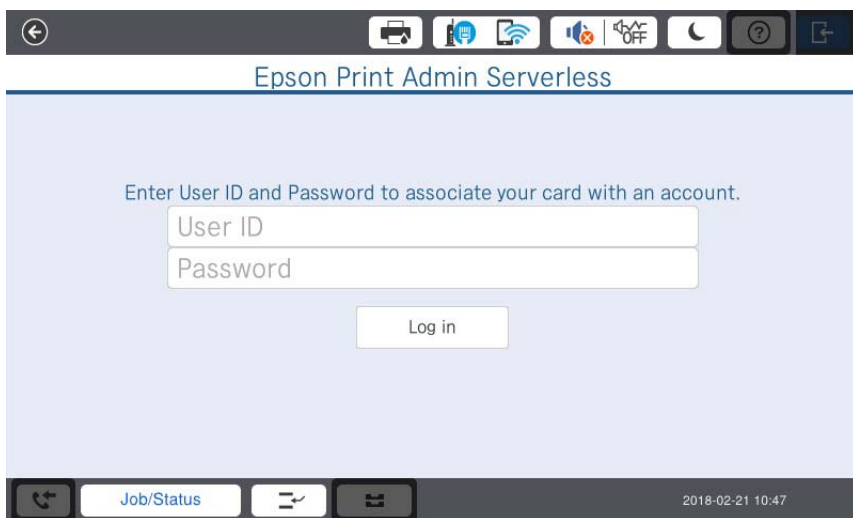 OFF
Epson Print Admin Serverless
Enter User ID and Password to associate your card with an account.
User ID
Password
Log in
Job/Status
2018-02-21 10:47